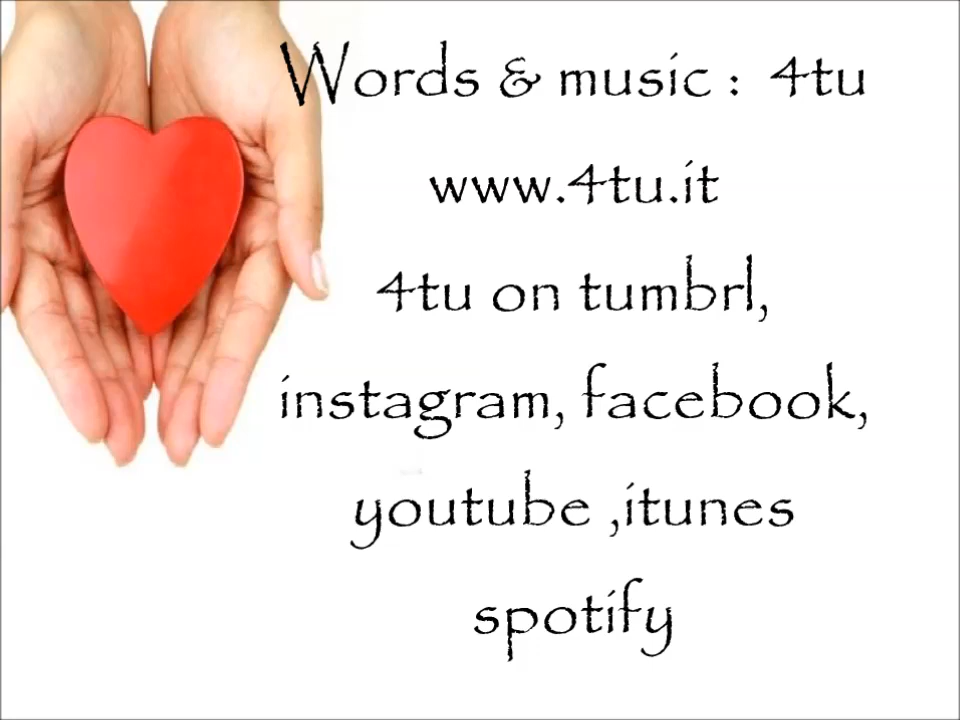 Words & music : 4tu
www.4tu.it
4tu on tumbrl,
instagram, facebook,
youtube ,itunes
spotify